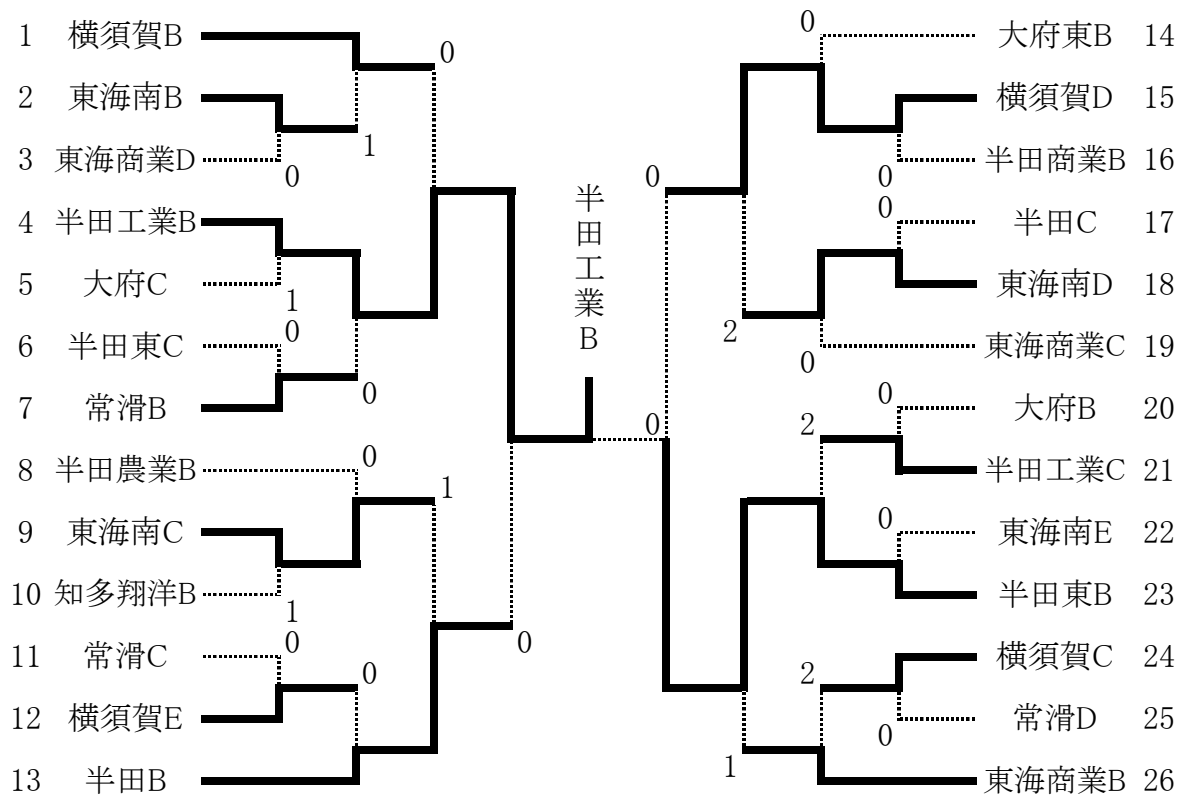 1 横須賀B
2 東海南B
3 東海商業D
4 半田工業B
5 大府C
6 半田東C
7 常滑B
8 半田農業B
9 東海南C
10 知多翔洋B
11 常滑C
12 横須賀E
13 半田B
0
1
0
1
0
0
0
1
1
0
0
0
半田工業B
0
0
0
0
0
2
0
0
2
0
2
0
1
大府東B 14
横須賀D 15
半田商業B 16
半田C 17
東海南D 18
東海商業C 19
大府B 20
半田工業C 21
東海南E 22
半田東B 23
横須賀C 24
常滑D 25
東海商業B 26